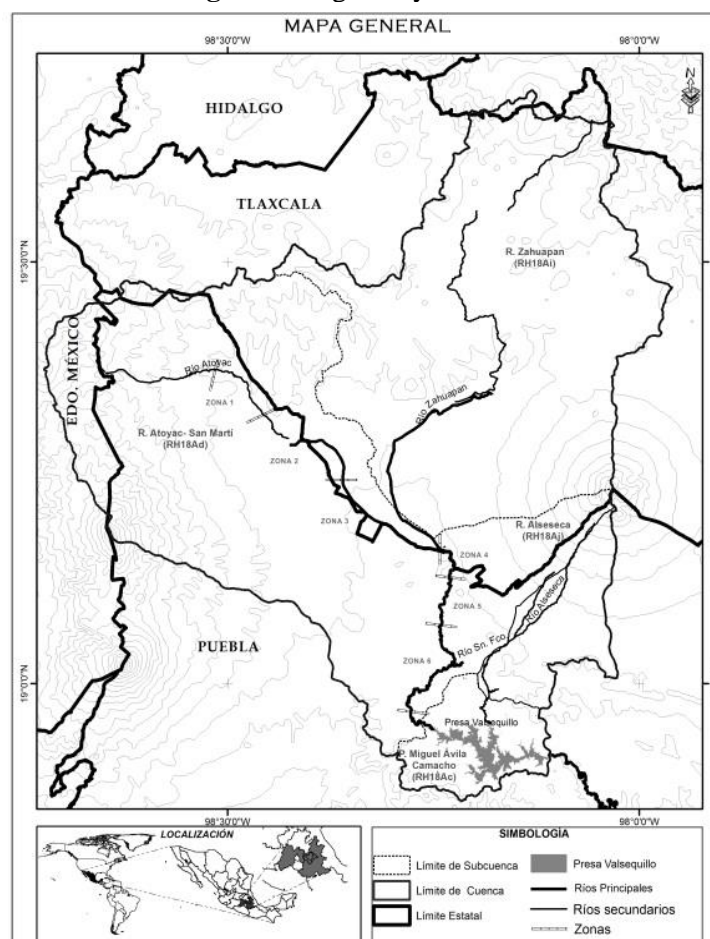 MAPA GENERAL
98°30'0"W
98°0'0"W
N
HIDALGO
TLAXCALA
19°30'0"N
R. Zahuapan
(RH18Ai)
EDO. MÉXICO
Río Atoyac
ZONA 1
Río Zahuapan
R. Atoyac- San Martí
(RH18Ad)
ZONA 2
ZONA 3
R. Alseseca
(RH18Aj)
ZONA 4
ZONA 5
Río Alseseca
Río Sn. Fco.
PUEBLA
ZONA 6
19°0'0"N
Presa Valsequillo
P. Miguel Ávila
Camacho
(RH18Ac)
98°30'0"W
98°0'0"W
LOCALIZACIÓN
SIMBOLOGÍA
Límite de Subcuenca
Presa Valsequillo
Límite de Cuenca
Ríos Principales
Límite Estatal
Ríos secundarios
Zonas